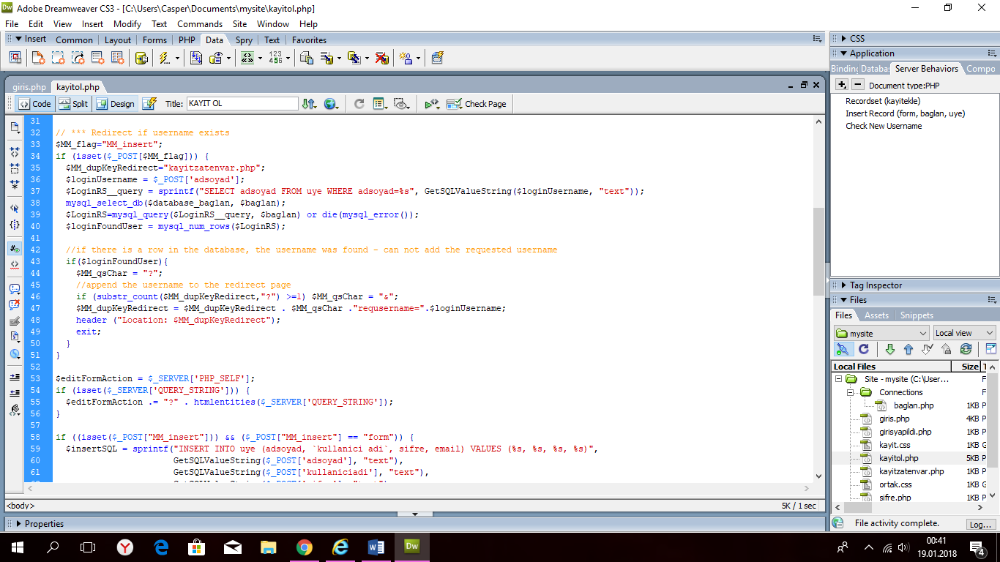 Adobe Dreamweaver CS3 - [C:\Users\Casper\Documents\mysite\kayitol.php]
File Edit View Insert Modify Text Commands Site Window Help
Insert Common Layout Forms PHP Data Spry Text Favorites
giris.php kayitol.php
Code Split Design Title: KAYIT OL Check Page
31
32 // *** Redirect if username exists
33 $MM_flag="MM_insert";
34 if (isset($_POST[$MM_flag])) {
35 $MM_dupKeyRedirect="kayitzatenvar.php";
36 $loginUsername = $_POST['adsoyad'];
37 $LoginRS__query = sprintf("SELECT adsoyad FROM uye WHERE adsoyad=%s", GetSQLValueString($loginUsername, "text"));
38 mysql_select_db($database_baglan, $baglan);
39 $LoginRS=mysql_query($LoginRS__query, $baglan) or die(mysql_error());
40 $loginFoundUser = mysql_num_rows($LoginRS);
41
42 //if there is a row in the database, the username was found - can not add the requested username
43 if($loginFoundUser){
44 $MM_qsChar = "?";
45 //append the username to the redirect page
46 if (substr_count($MM_dupKeyRedirect,"?") >=1) $MM_qsChar = "&";
47 $MM_dupKeyRedirect = $MM_dupKeyRedirect . $MM_qsChar ."requsername=".$loginUsername;
48 header ("Location: $MM_dupKeyRedirect");
49 exit;
50 }
51 }
52
53 $editFormAction = $_SERVER['PHP_SELF'];
54 if (isset($_SERVER['QUERY_STRING'])) {
55 $editFormAction .= "?" . htmlentities($_SERVER['QUERY_STRING']);
56 }
57
58 if ((isset($_POST["MM_insert"])) && ($_POST["MM_insert"] == "form")) {
59 $insertSQL = sprintf("INSERT INTO uye (adsoyad, `kullanici adi`, sifre, email) VALUES (%s, %s, %s, %s)",
60 GetSQLValueString($_POST['adsoyad'], "text"),
61 GetSQLValueString($_POST['kullaniciadi'], "text"),
<body> 5K / 1 sec
Properties
CSS
Application
Server Behaviors Compo
Document type:PHP
Recordset (kayitekle)
Insert Record (form, baglan, uye)
Check New Username
Tag Inspector
Files
Files Assets Snippets
mysite Local view
Local Files Size
Site - mysite (C:\User... F
Connections F
baglan.php 1KB P
giris.php 4KB P
girisyapildi.php 1KB P
kayit.css 1KB
kayitol.php 5KB P
kayitzatenvar.php 1KB P
ortak.css 1KB
sifre.php 1KB P
File activity complete. Log...
00:41
19.01.2018
4